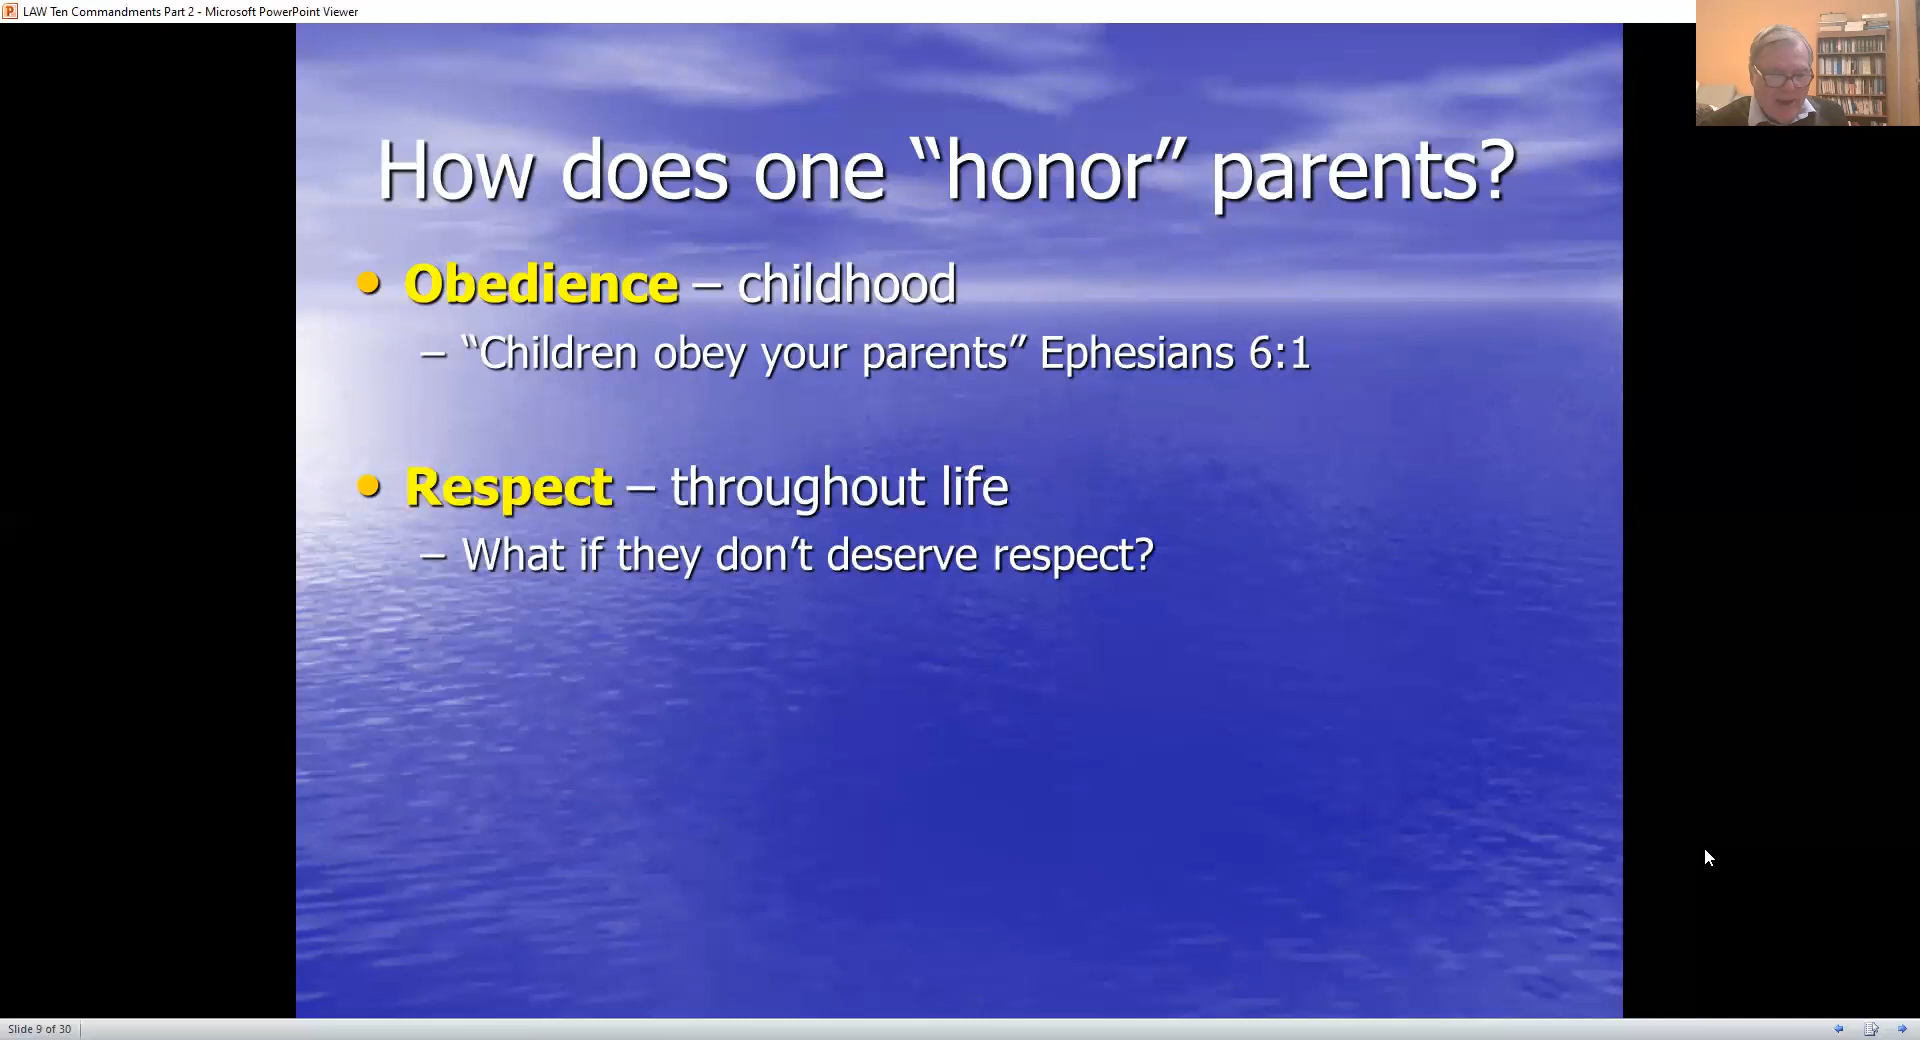 LAW Ten Commandments Part 2 - Microsoft PowerPoint Viewer
How does one “honor” parents?
• Obedience – childhood
– “Children obey your parents” Ephesians 6:1
• Respect – throughout life
– What if they don’t deserve respect?
Slide 9 of 30